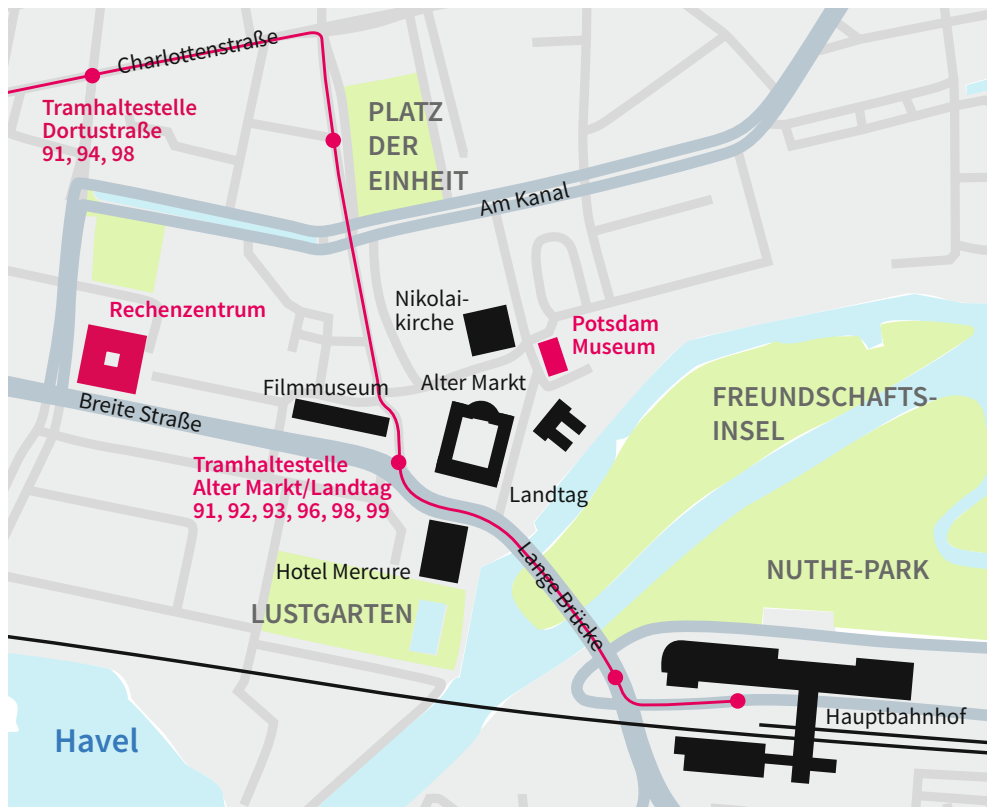 Charlottenstraße
Tramhaltestelle
Dortustraße
91, 94, 98
PLATZ
DER
EINHEIT
Am Kanal
Rechenzentrum
Nikolai-
kirche
Potsdam
Museum
Filmmuseum
Alter Markt
Breite Straße
FREUNDSCHAFTS-
INSEL
Tramhaltestelle
Alter Markt/Landtag
91, 92, 93, 96, 98, 99
Landtag
Hotel Mercure
Lange Brücke
NUTHE-PARK
LUSTGARTEN
Hauptbahnhof
Havel